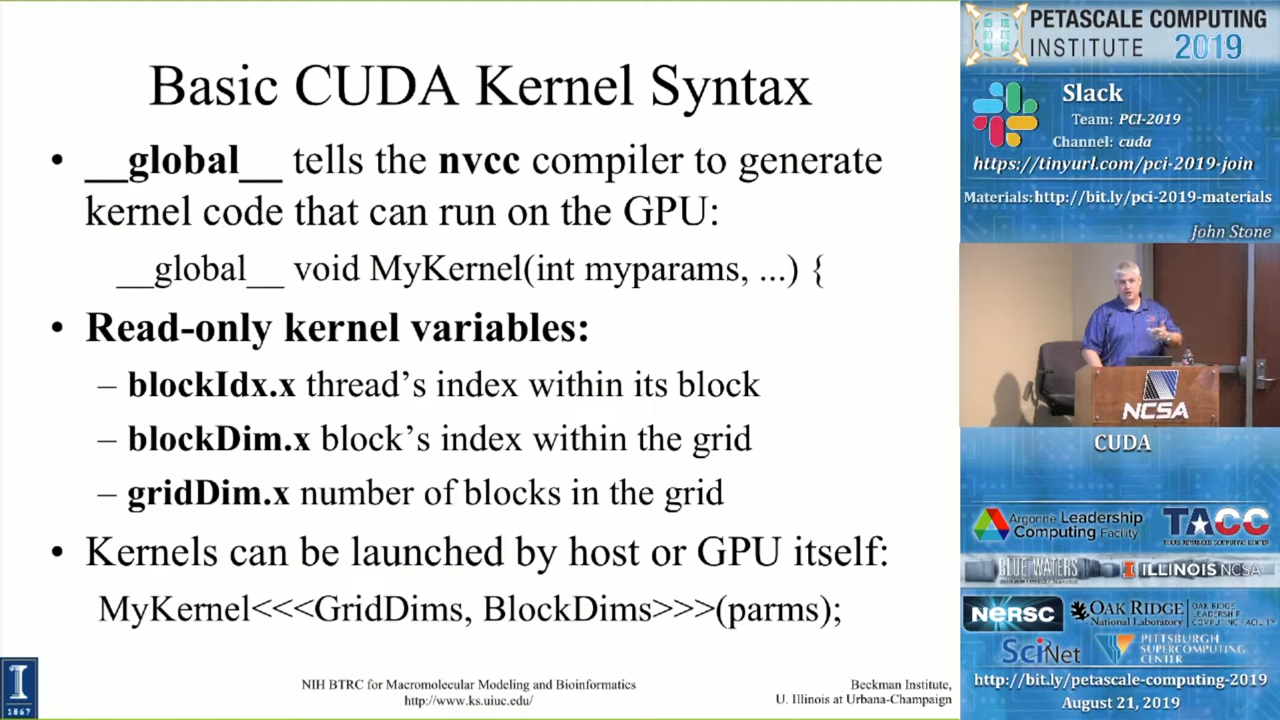 Basic CUDA Kernel Syntax
• __global__ tells the nvcc compiler to generate
kernel code that can run on the GPU:
__global__ void MyKernel(int myparams, ...) {
• Read-only kernel variables:
– blockIdx.x thread’s index within its block
– blockDim.x block’s index within the grid
– gridDim.x number of blocks in the grid
• Kernels can be launched by host or GPU itself:
MyKernel<<<GridDims, BlockDims>>>(parms);
I
1867
NIH BTRC for Macromolecular Modeling and Bioinformatics
http://www.ks.uiuc.edu/
Beckman Institute,
U. Illinois at Urbana-Champaign
PETASCALE COMPUTING
INSTITUTE 2019
Slack
Team: PCI-2019
Channel: cuda
https://tinyurl.com/pci-2019-join
Materials:http://bit.ly/pci-2019-materials
John Stone
NCSA
CUDA
Argonne Leadership
Computing Facility
TACC
TEXAS ADVANCED COMPUTING CENTER
BLUE WATERS
I ILLINOIS NCSA
NERSC
OAK RIDGE
National Laboratory
OAK RIDGE
LEADERSHIP
COMPUTING FACILITY
SciNet
PITTSBURGH
SUPERCOMPUTING
CENTER
http://bit.ly/petascale-computing-2019
August 21, 2019